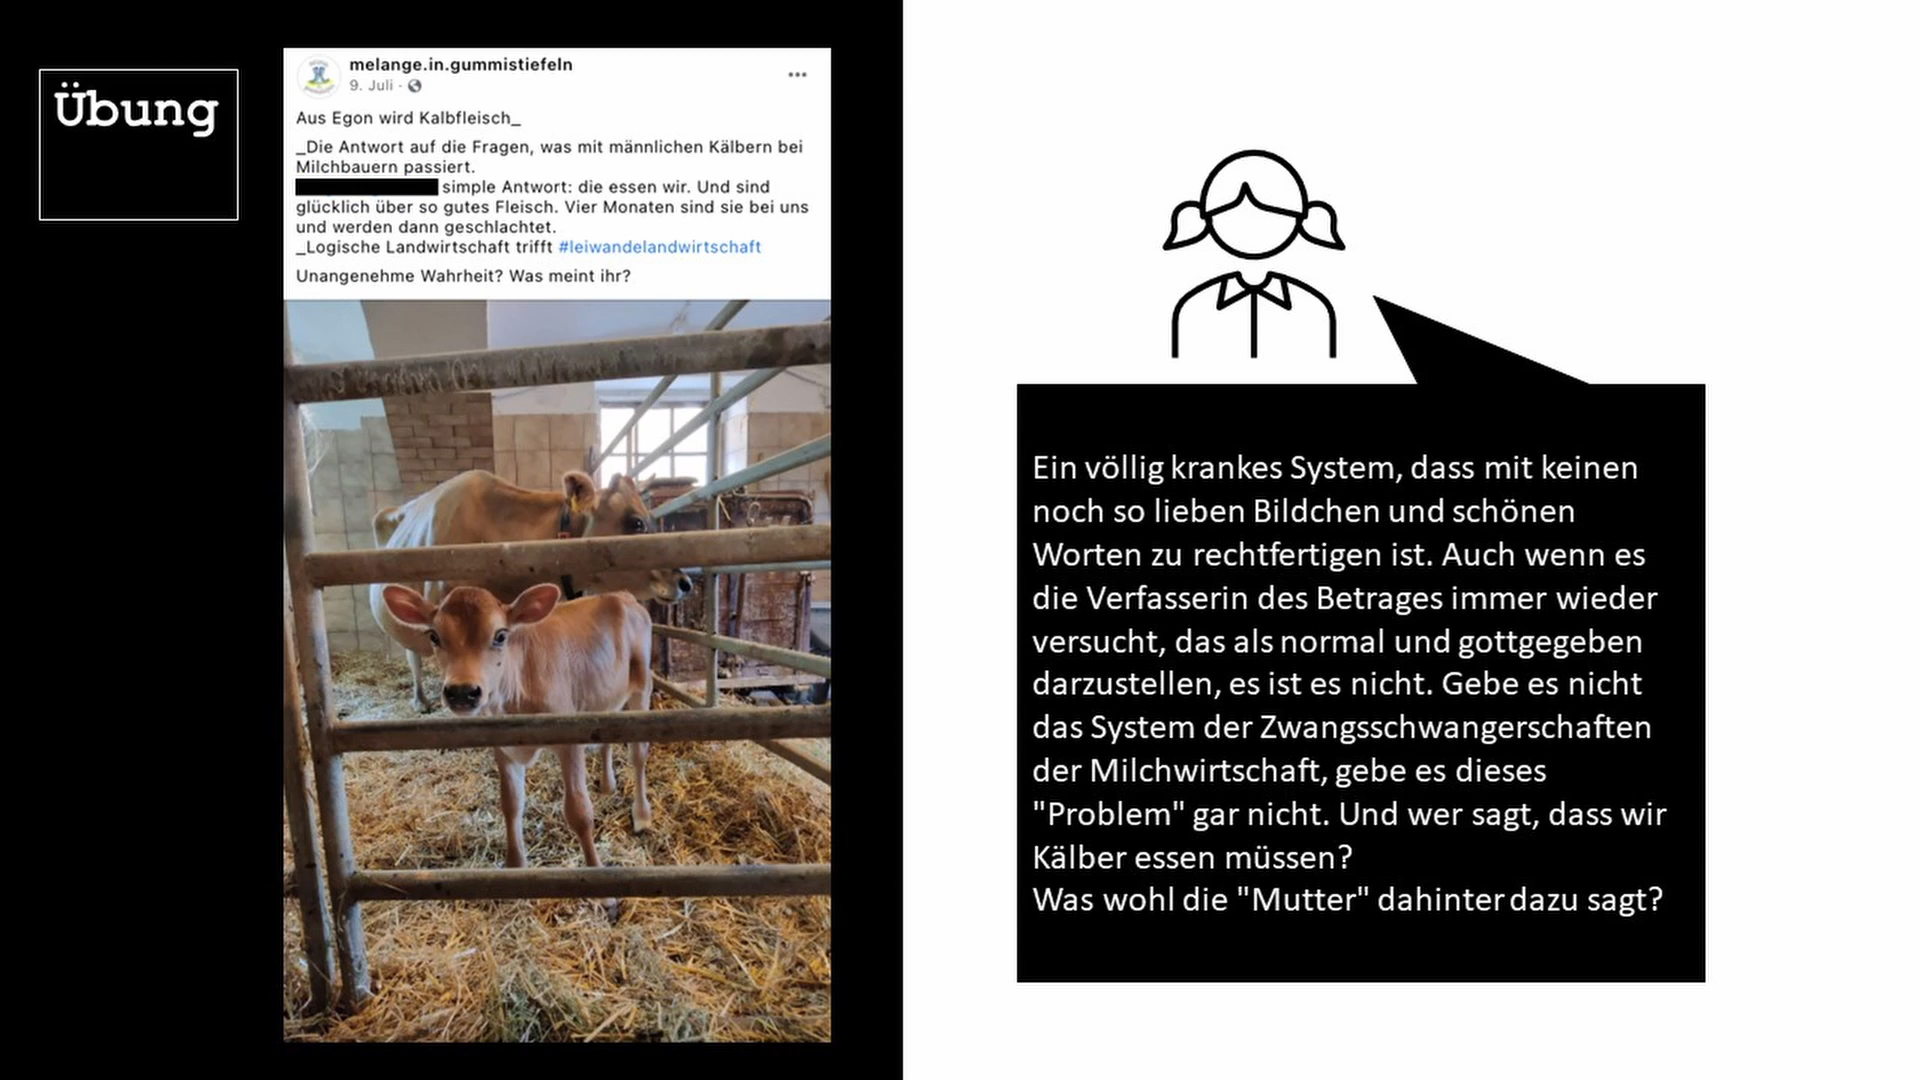 Übung
melange.in.gummistiefeln
9. Juli ·
Aus Egon wird Kalbfleisch_
_Die Antwort auf die Fragen, was mit männlichen Kälbern bei
Milchbauern passiert.
simple Antwort: die essen wir. Und sind
glücklich über so gutes Fleisch. Vier Monaten sind sie bei uns
und werden dann geschlachtet.
_Logische Landwirtschaft trifft #leiwandelandwirtschaft
Unangenehme Wahrheit? Was meint ihr?
Ein völlig krankes System, dass mit keinen
noch so lieben Bildchen und schönen
Worten zu rechtfertigen ist. Auch wenn es
die Verfasserin des Betrages immer wieder
versucht, das als normal und gottgegeben
darzustellen, es ist es nicht. Gebe es nicht
das System der Zwangsschwangerschaften
der Milchwirtschaft, gebe es dieses
"Problem" gar nicht. Und wer sagt, dass wir
Kälber essen müssen?
Was wohl die "Mutter" dahinter dazu sagt?